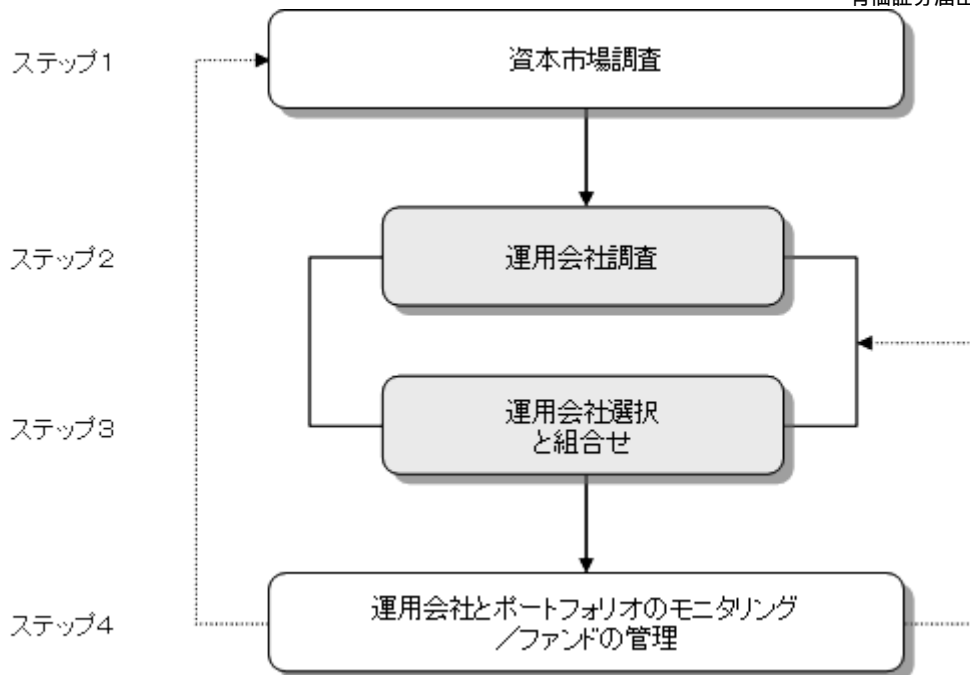 ステップ1
資本市場調査
ステップ2
運用会社調査
ステップ3
運用会社選択
と組合せ
ステップ4
運用会社とポートフォリオのモニタリング
/ファンドの管理